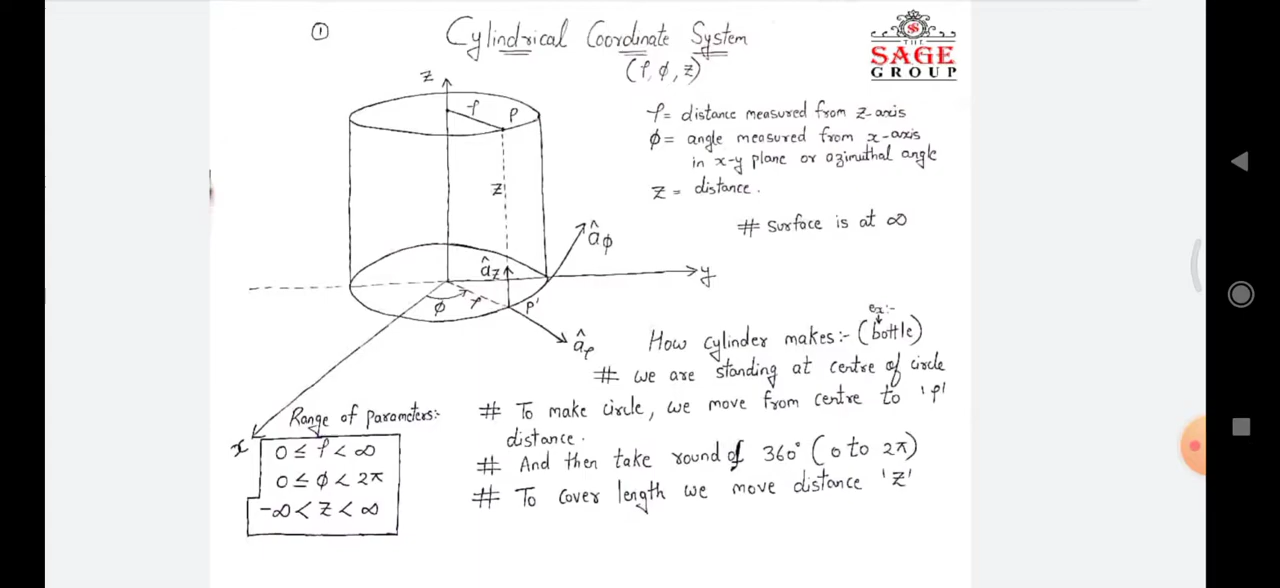 ①
Cylindrical Coordinate System
(ρ, φ, z)
THE
SAGE
GROUP
z
ρ
P
z
ρ = distance measured from z-axis
φ = angle measured from x-axis
in x-y plane or azimuthal angle
z = distance.
# surface is at ∞
âφ
âz
y
φ
ρ
P'
âρ
ex:-
How cylinder makes:- (bottle)
# we are standing at centre of circle
# To make circle, we move from centre to 'ρ'
distance.
# And then take round of 360° (0 to 2π)
# To cover length we move distance 'z'
Range of parameters:-
x
0 ≤ ρ < ∞
0 ≤ φ < 2π
-∞ < z < ∞